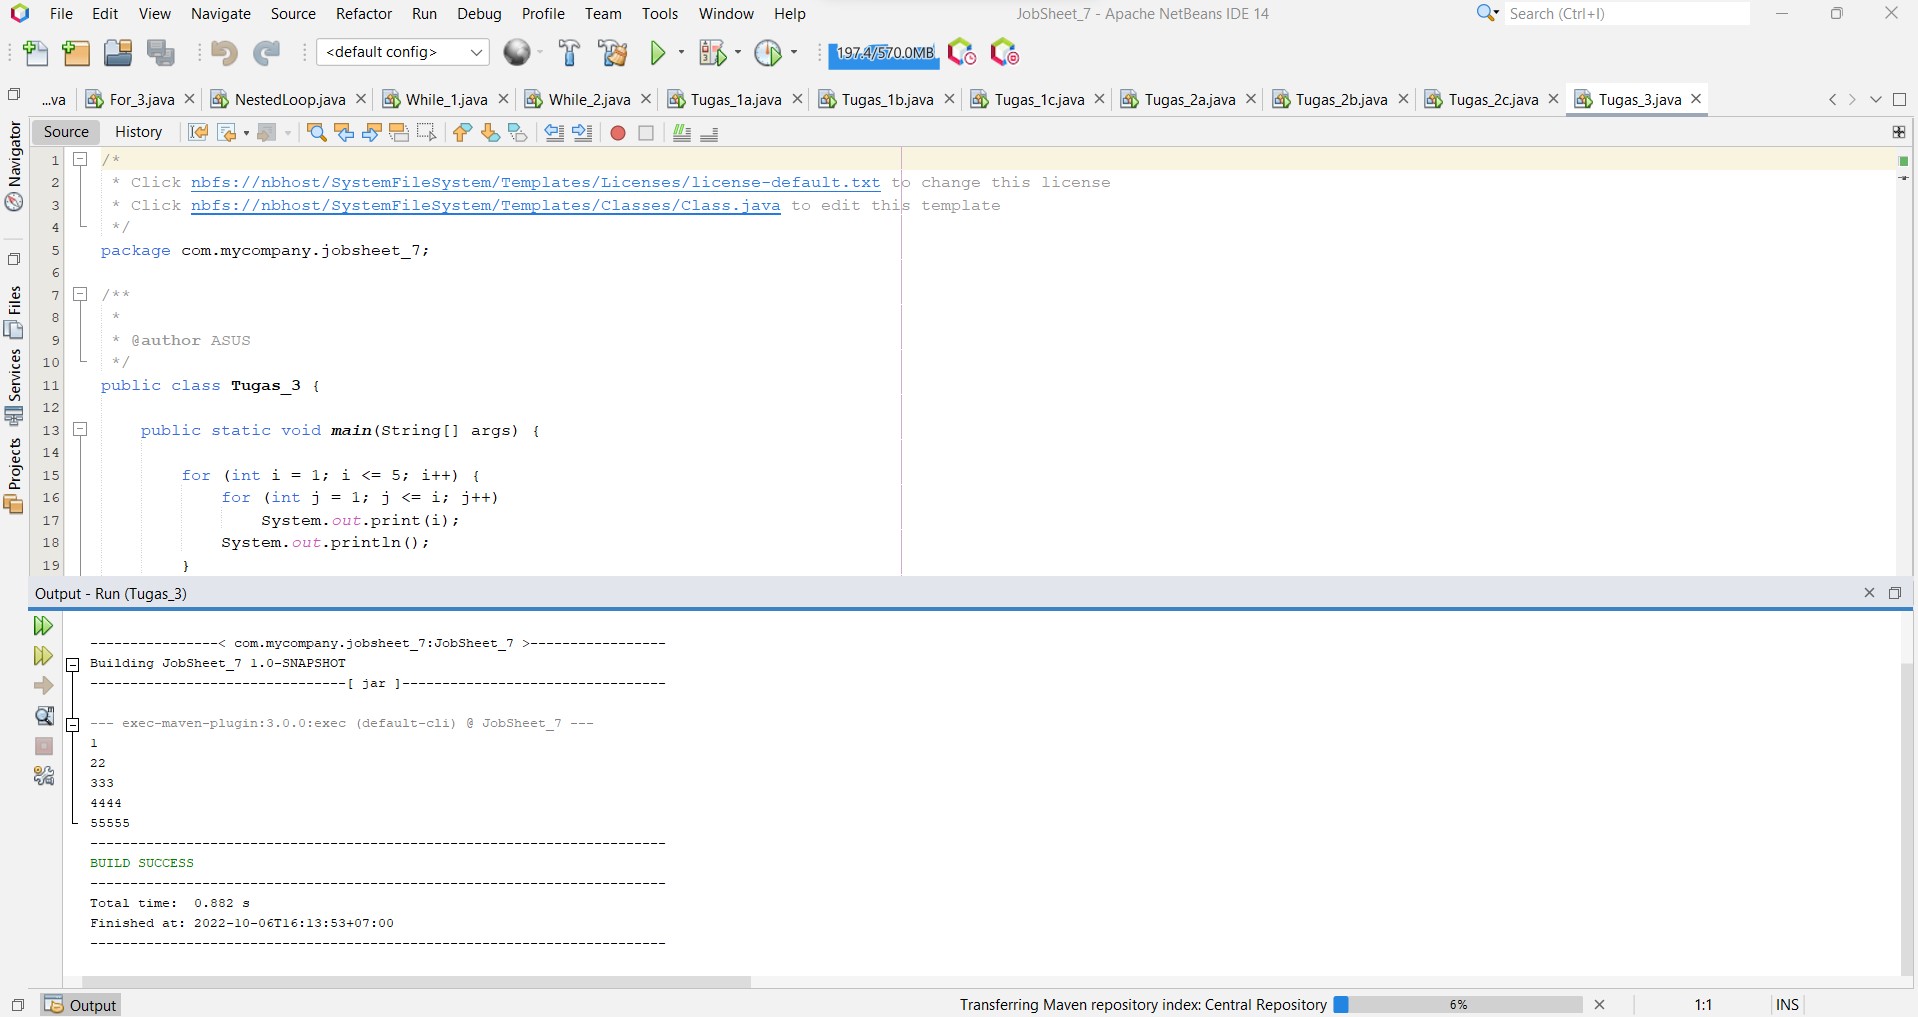 File Edit View Navigate Source Refactor Run Debug Profile Team Tools Window Help JobSheet_7 - Apache NetBeans IDE 14 Search (Ctrl+I)
<default config> 197.4/570.0MB
...va For_3.java NestedLoop.java While_1.java While_2.java Tugas_1a.java Tugas_1b.java Tugas_1c.java Tugas_2a.java Tugas_2b.java Tugas_2c.java Tugas_3.java
Source History
Navigator
Files
Services
Projects
1 /*
2 * Click nbfs://nbhost/SystemFileSystem/Templates/Licenses/license-default.txt to change this license
3 * Click nbfs://nbhost/SystemFileSystem/Templates/Classes/Class.java to edit this template
4 */
5 package com.mycompany.jobsheet_7;
6
7 /**
8 *
9 * @author ASUS
10 */
11 public class Tugas_3 {
12
13 public static void main(String[] args) {
14
15 for (int i = 1; i <= 5; i++) {
16 for (int j = 1; j <= i; j++)
17 System.out.print(i);
18 System.out.println();
19 }
Output - Run (Tugas_3)
----------------< com.mycompany.jobsheet_7:JobSheet_7 >-----------------
Building JobSheet_7 1.0-SNAPSHOT
--------------------------------[ jar ]---------------------------------
--- exec-maven-plugin:3.0.0:exec (default-cli) @ JobSheet_7 ---
1
22
333
4444
55555
------------------------------------------------------------------------
BUILD SUCCESS
------------------------------------------------------------------------
Total time: 0.882 s
Finished at: 2022-10-06T16:13:53+07:00
------------------------------------------------------------------------
Output Transferring Maven repository index: Central Repository 6% 1:1 INS